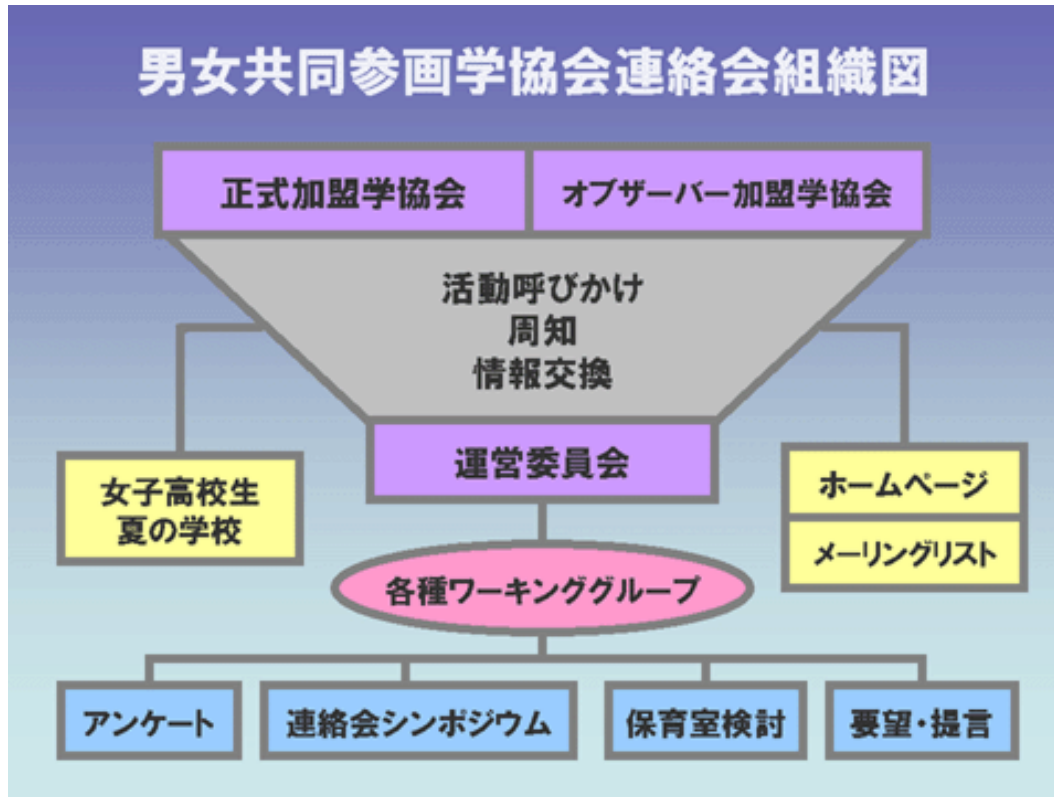 男女共同参画学協会連絡会組織図
正式加盟学協会
オブザーバー加盟学協会
活動呼びかけ
周知
情報交換
運営委員会
女子高校生
夏の学校
ホームページ
メーリングリスト
各種ワーキンググループ
アンケート
連絡会シンポジウム
保育室検討
要望・提言